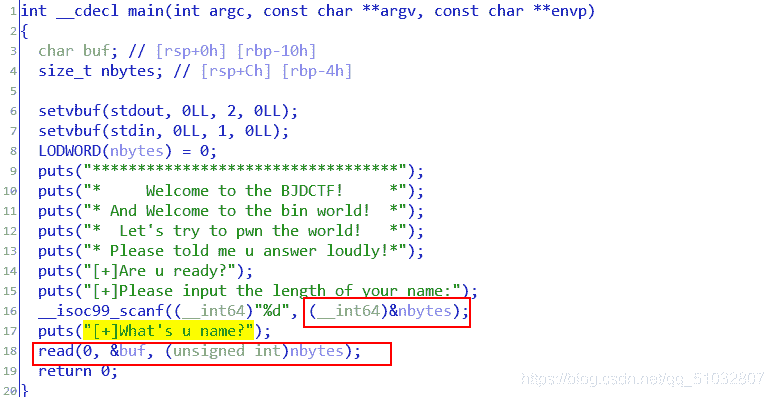 1 int __cdecl main(int argc, const char **argv, const char **envp)
2 {
3 char buf; // [rsp+0h] [rbp-10h]
4 size_t nbytes; // [rsp+Ch] [rbp-4h]
5
6 setvbuf(stdout, 0LL, 2, 0LL);
7 setvbuf(stdin, 0LL, 1, 0LL);
8 LODWORD(nbytes) = 0;
9 puts("**********************************");
10 puts("*     Welcome to the BJDCTF!     *");
11 puts("* And Welcome to the bin world!  *");
12 puts("*  Let's try to pwn the world!   *");
13 puts("* Please told me u answer loudly!*");
14 puts("[+]Are u ready?");
15 puts("[+]Please input the length of your name:");
16 __isoc99_scanf((__int64)"%d", (__int64)&nbytes);
17 puts("[+]What's u name?");
18 read(0, &buf, (unsigned int)nbytes);
19 return 0;
20 }
https://blog.csdn.net/qq_51032807